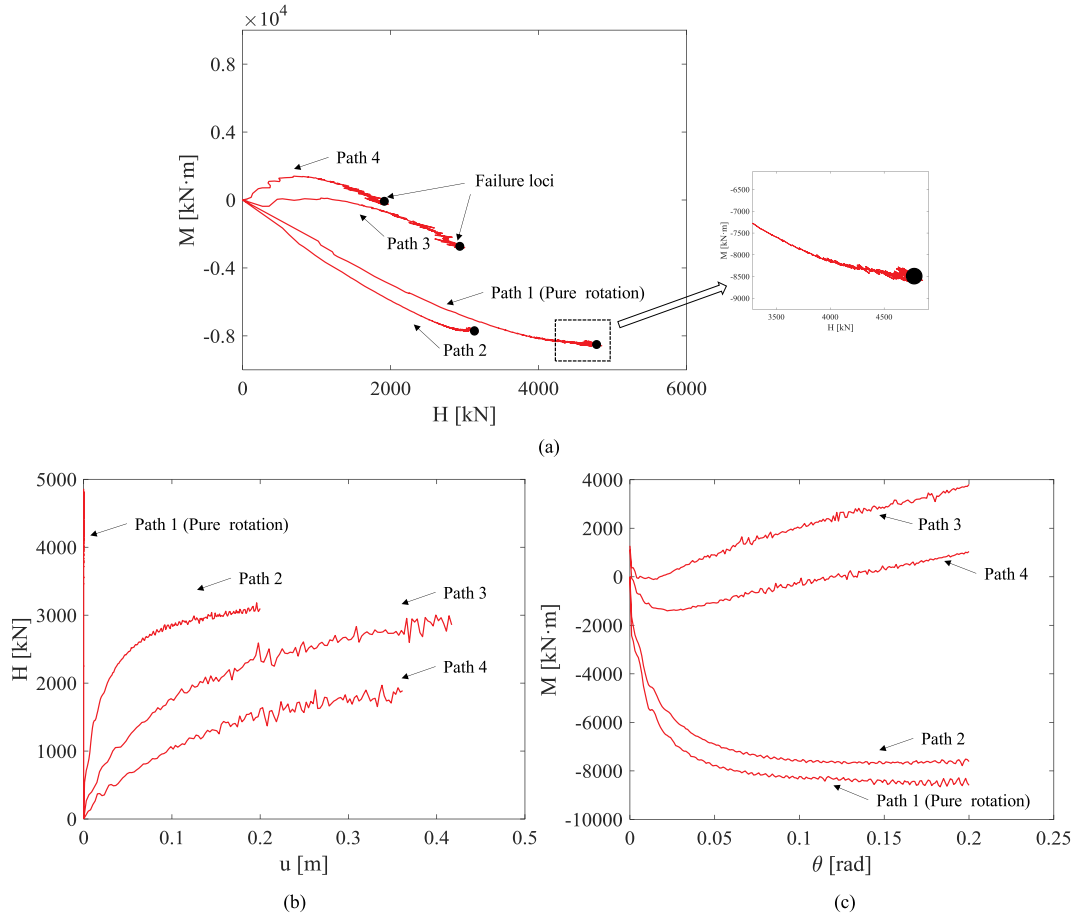 ×10⁴
0.8
0.4
0
-0.4
-0.8
M [kN·m]
0
2000
4000
6000
H [kN]
Path 4
Failure loci
Path 3
Path 1 (Pure rotation)
Path 2
-6500
-7000
-7500
-8000
-8500
-9000
M [kN·m]
3500
4000
4500
H [kN]
(a)
5000
4000
3000
2000
1000
0
H [kN]
0
0.1
0.2
0.3
0.4
0.5
u [m]
Path 1 (Pure rotation)
Path 2
Path 3
Path 4
(b)
4000
2000
0
-2000
-4000
-6000
-8000
-10000
M [kN·m]
0
0.05
0.1
0.15
0.2
0.25
θ [rad]
Path 3
Path 4
Path 2
Path 1 (Pure rotation)
(c)